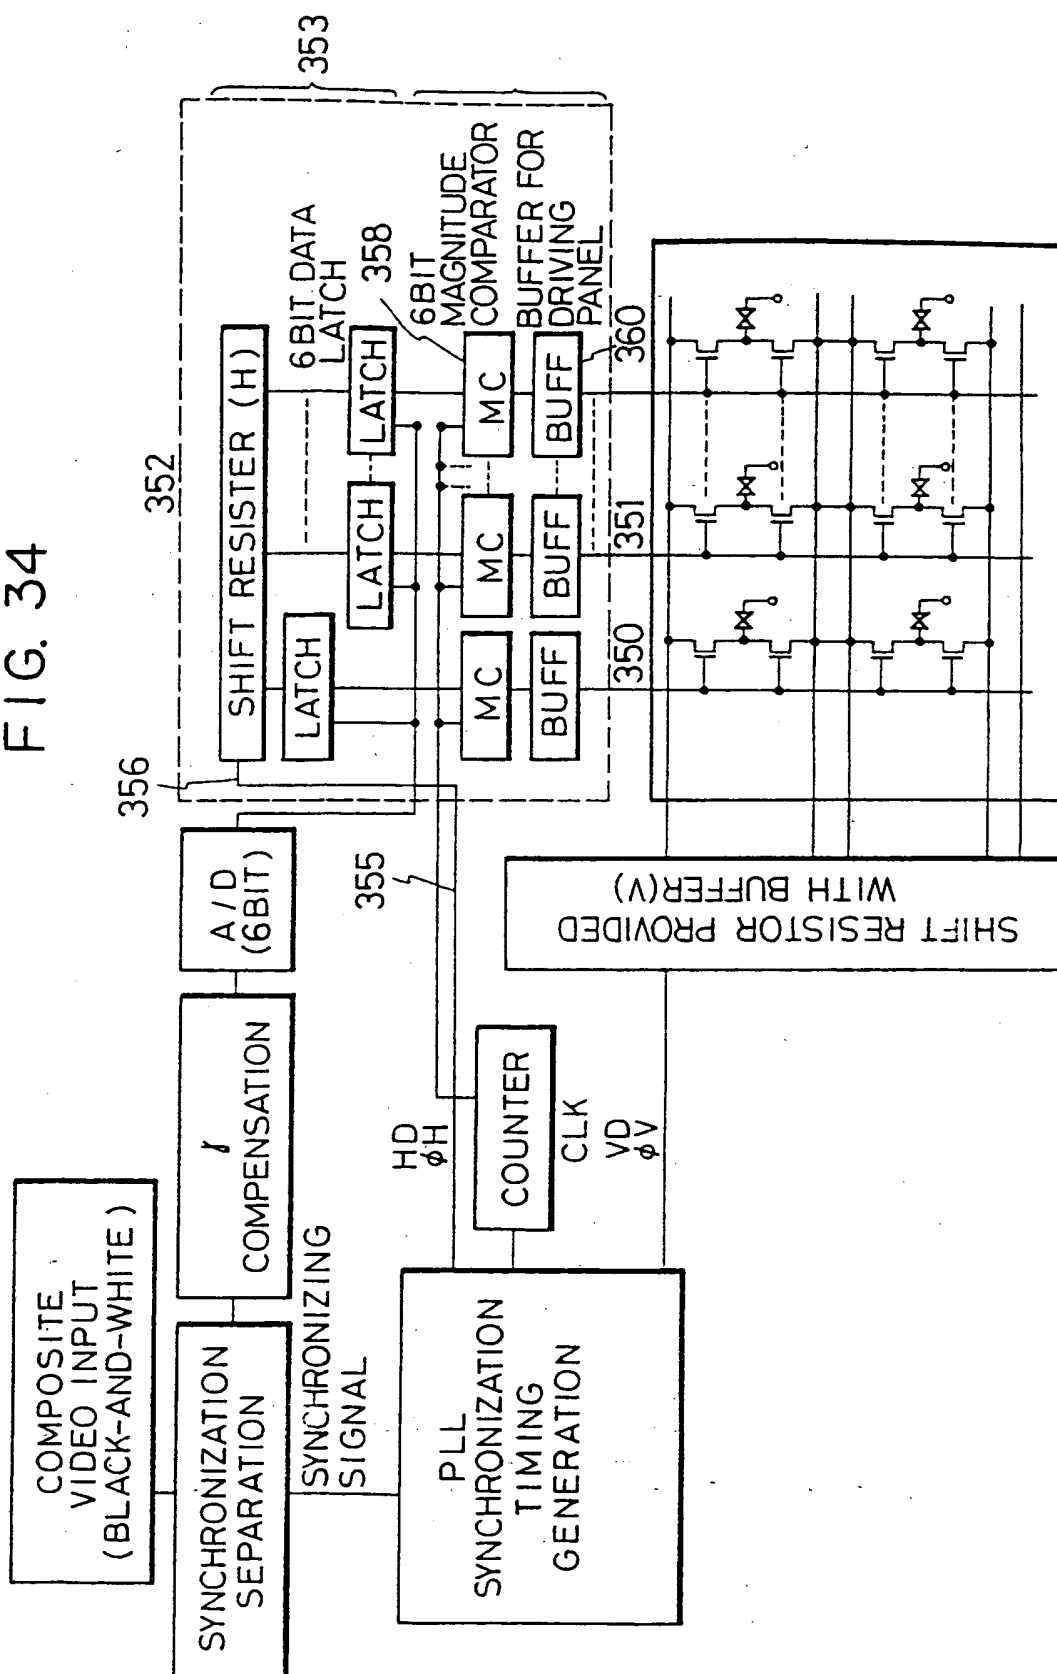 FIG. 34
COMPOSITE
VIDEO INPUT
(BLACK-AND-WHITE)
SYNCHRONIZATION
SEPARATION
γ
COMPENSATION
A/D
(6BIT)
SYNCHRONIZING
SIGNAL
PLL
SYNCHRONIZATION
TIMING
GENERATION
HD
φH
COUNTER
CLK
VD
φV
355
356
352
353
SHIFT RESISTER (H)
6BIT DATA
LATCH
LATCH
LATCH
LATCH
358
6BIT
MAGNITUDE
COMPARATOR
MC
MC
MC
BUFFER FOR
DRIVING
PANEL
BUFF
BUFF
BUFF
350
351
360
SHIFT RESISTOR PROVIDED
WITH BUFFER(V)